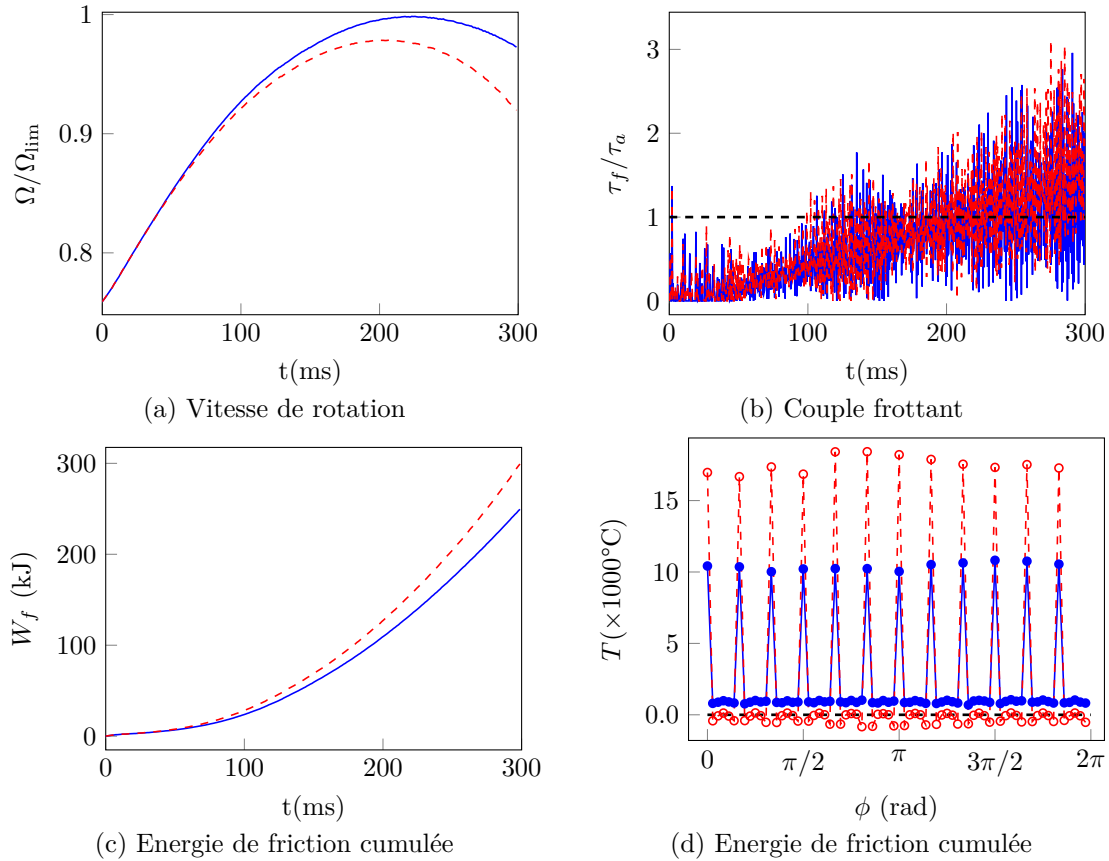 1
0.9
0.8
Ω/Ω_lim
0 100 200 300
t(ms)
(a) Vitesse de rotation
3
2
1
0
τ_f/τ_a
0 100 200 300
t(ms)
(b) Couple frottant
300
200
100
0
W_f (kJ)
0 100 200 300
t(ms)
(c) Energie de friction cumulée
15
10
5
0.0
T(×1000°C)
0 π/2 π 3π/2 2π
ϕ (rad)
(d) Energie de friction cumulée